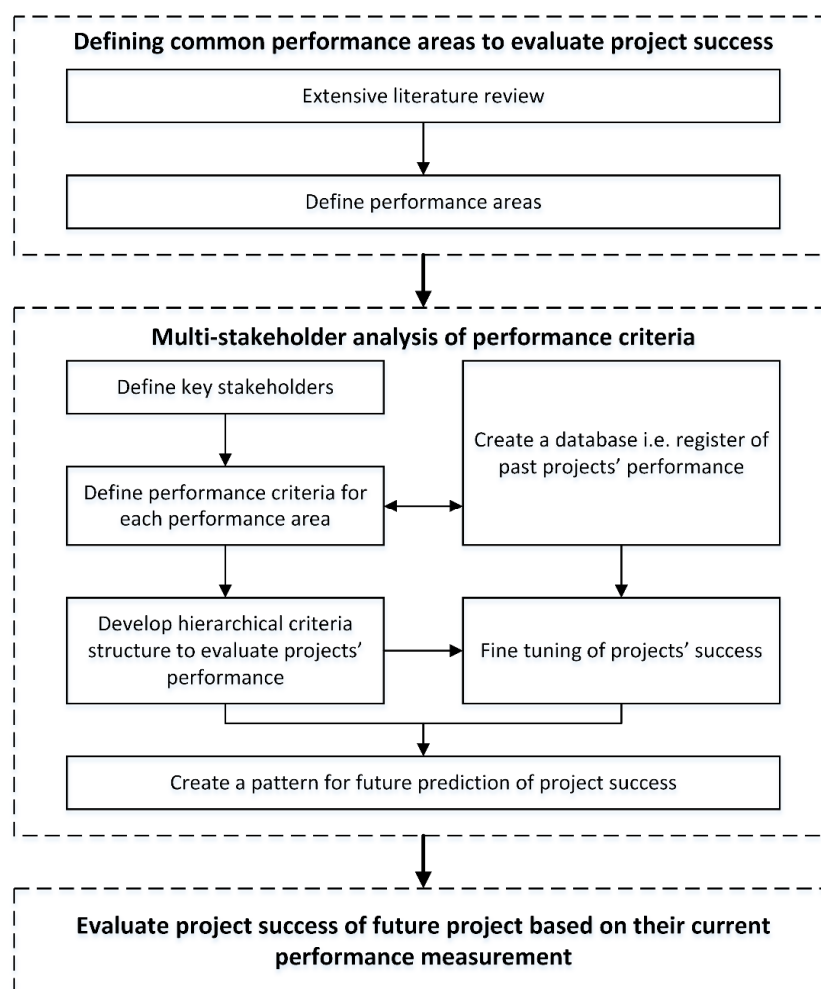 Defining common performance areas to evaluate project success
Extensive literature review
Define performance areas
Multi-stakeholder analysis of performance criteria
Define key stakeholders
Create a database i.e. register of
past projects’ performance
Define performance criteria for
each performance area
Develop hierarchical criteria
structure to evaluate projects’
performance
Fine tuning of projects’ success
Create a pattern for future prediction of project success
Evaluate project success of future project based on their current
performance measurement